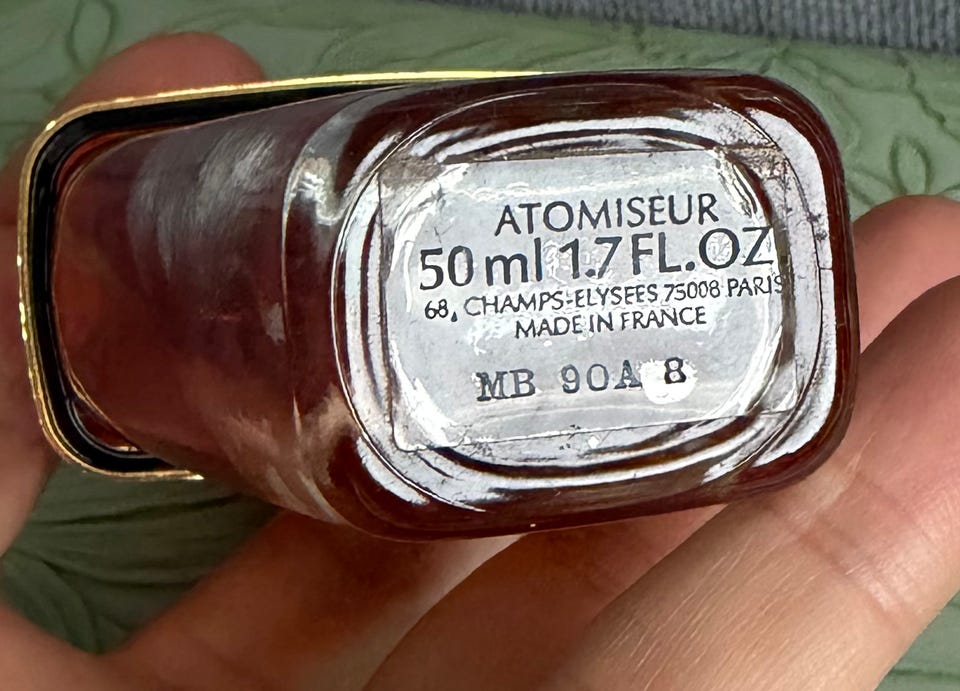 ATOMISEUR
50 ml 1.7 FL.OZ
68, CHAMPS-ELYSEES 75008 PARIS
MADE IN FRANCE
MB 90A 8